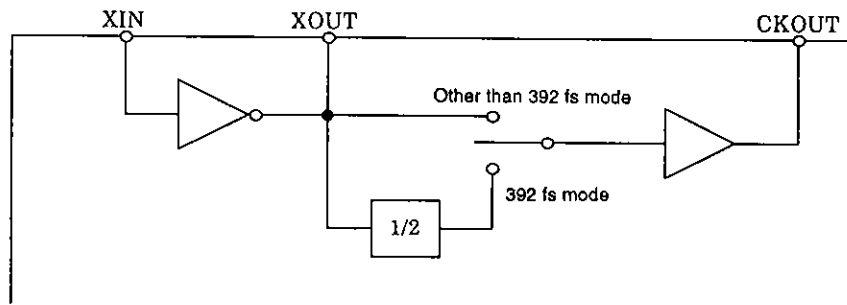 XIN
XOUT
CKOUT
Other than 392 fs mode
392 fs mode
1/2